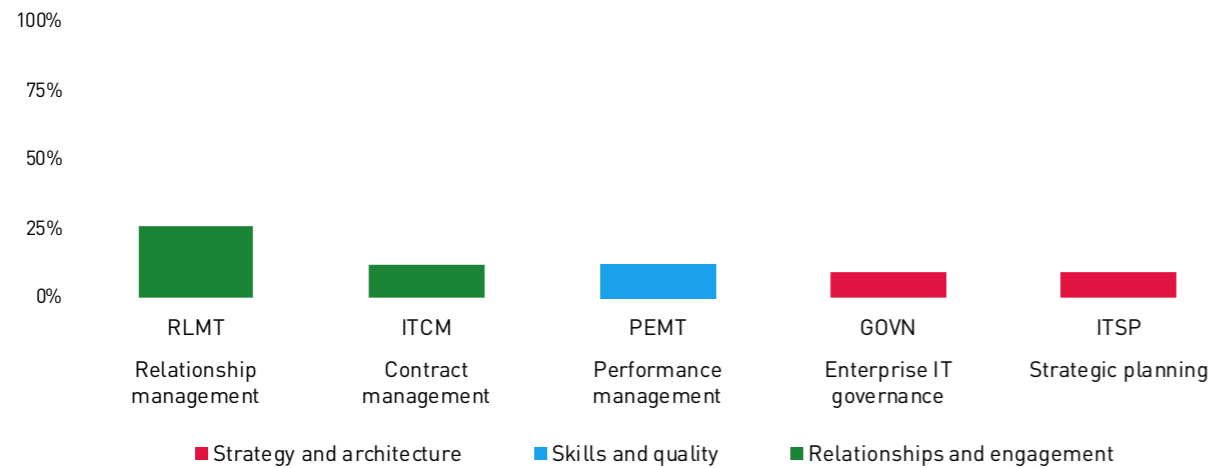 100%
75%
50%
25%
0%
RLMT
ITCM
PEMT
GOVN
ITSP
Relationship
management
Contract
management
Performance
management
Enterprise IT
governance
Strategic planning
Strategy and architecture
Skills and quality
Relationships and engagement